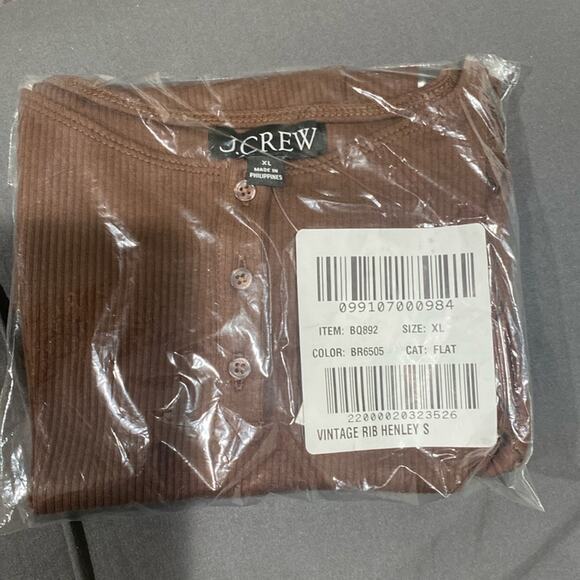 J.CREW
XL
MADE IN
PHILIPPINES
099107000984
ITEM: BQ892 SIZE: XL
COLOR: BR6505 CAT: FLAT
22000020323526
VINTAGE RIB HENLEY S